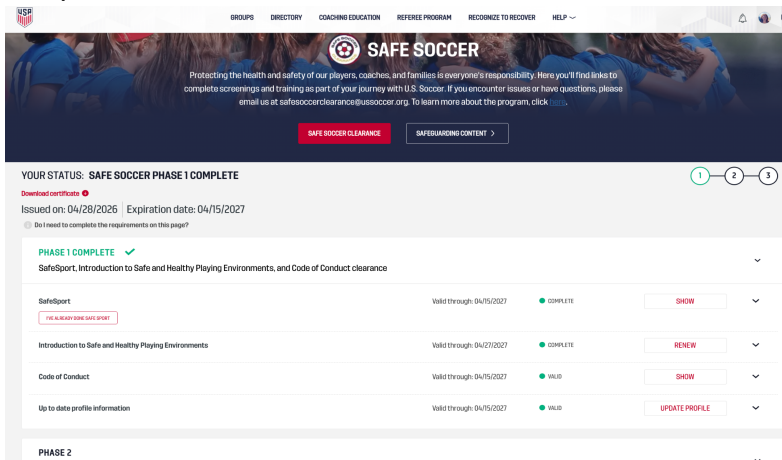 USP
GROUPS DIRECTORY COACHING EDUCATION REFEREE PROGRAM RECOGNIZE TO RECOVER HELP
SAFE SOCCER
Protecting the health and safety of our players, coaches, and families is everyone's responsibility. Here you'll find links to
complete screenings and training as part of your journey with U.S. Soccer. If you encounter issues or have questions, please
email us at safesoccerclearance@ussoccer.org. To learn more about the program, click here.
SAFE SOCCER CLEARANCE SAFEGUARDING CONTENT >
YOUR STATUS: SAFE SOCCER PHASE 1 COMPLETE
1 2 3
Download certificate
Issued on: 04/28/2026 | Expiration date: 04/15/2027
Do I need to complete the requirements on this page?
PHASE 1 COMPLETE
SafeSport, Introduction to Safe and Healthy Playing Environments, and Code of Conduct clearance
SafeSport Valid through: 04/15/2027 COMPLETE SHOW
I'VE ALREADY DONE SAFE SPORT
Introduction to Safe and Healthy Playing Environments Valid through: 04/27/2027 COMPLETE RENEW
Code of Conduct Valid through: 04/15/2027 VALID SHOW
Up to date profile information Valid through: 04/15/2027 VALID UPDATE PROFILE
PHASE 2